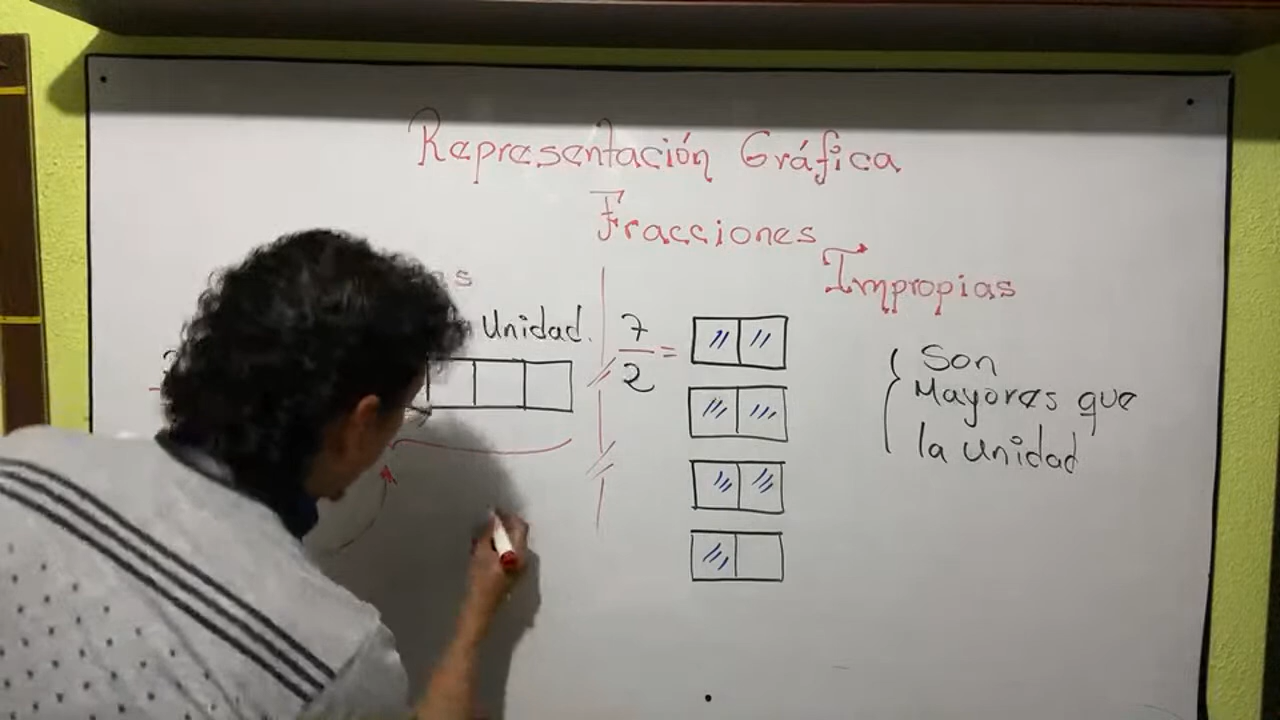 Representación Gráfica
Fracciones
Impropias
Unidad.
7
2
=
Son
Mayores que
la unidad